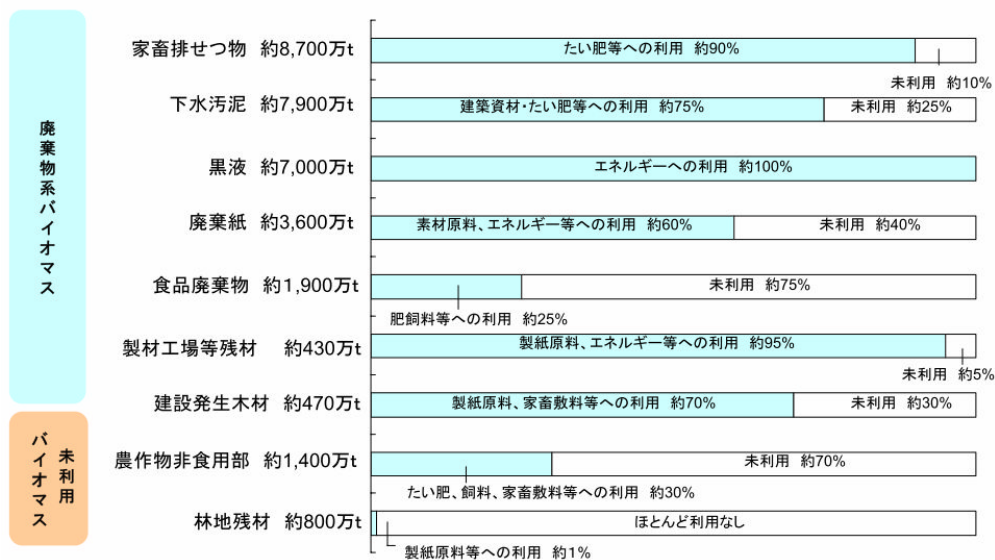 廃棄物系バイオマス
家畜排せつ物 約8,700万t
たい肥等への利用 約90%
未利用 約10%
下水汚泥 約7,900万t
建築資材・たい肥等への利用 約75%
未利用 約25%
黒液 約7,000万t
エネルギーへの利用 約100%
廃棄紙 約3,600万t
素材原料、エネルギー等への利用 約60%
未利用 約40%
食品廃棄物 約1,900万t
未利用 約75%
肥飼料等への利用 約25%
製材工場等残材 約430万t
製紙原料、エネルギー等への利用 約95%
未利用 約5%
建設発生木材 約470万t
製紙原料、家畜敷料等への利用 約70%
未利用 約30%
未利用
バイオマス
農作物非食用部 約1,400万t
未利用 約70%
たい肥、飼料、家畜敷料等への利用 約30%
林地残材 約800万t
ほとんど利用なし
製紙原料等への利用 約1%